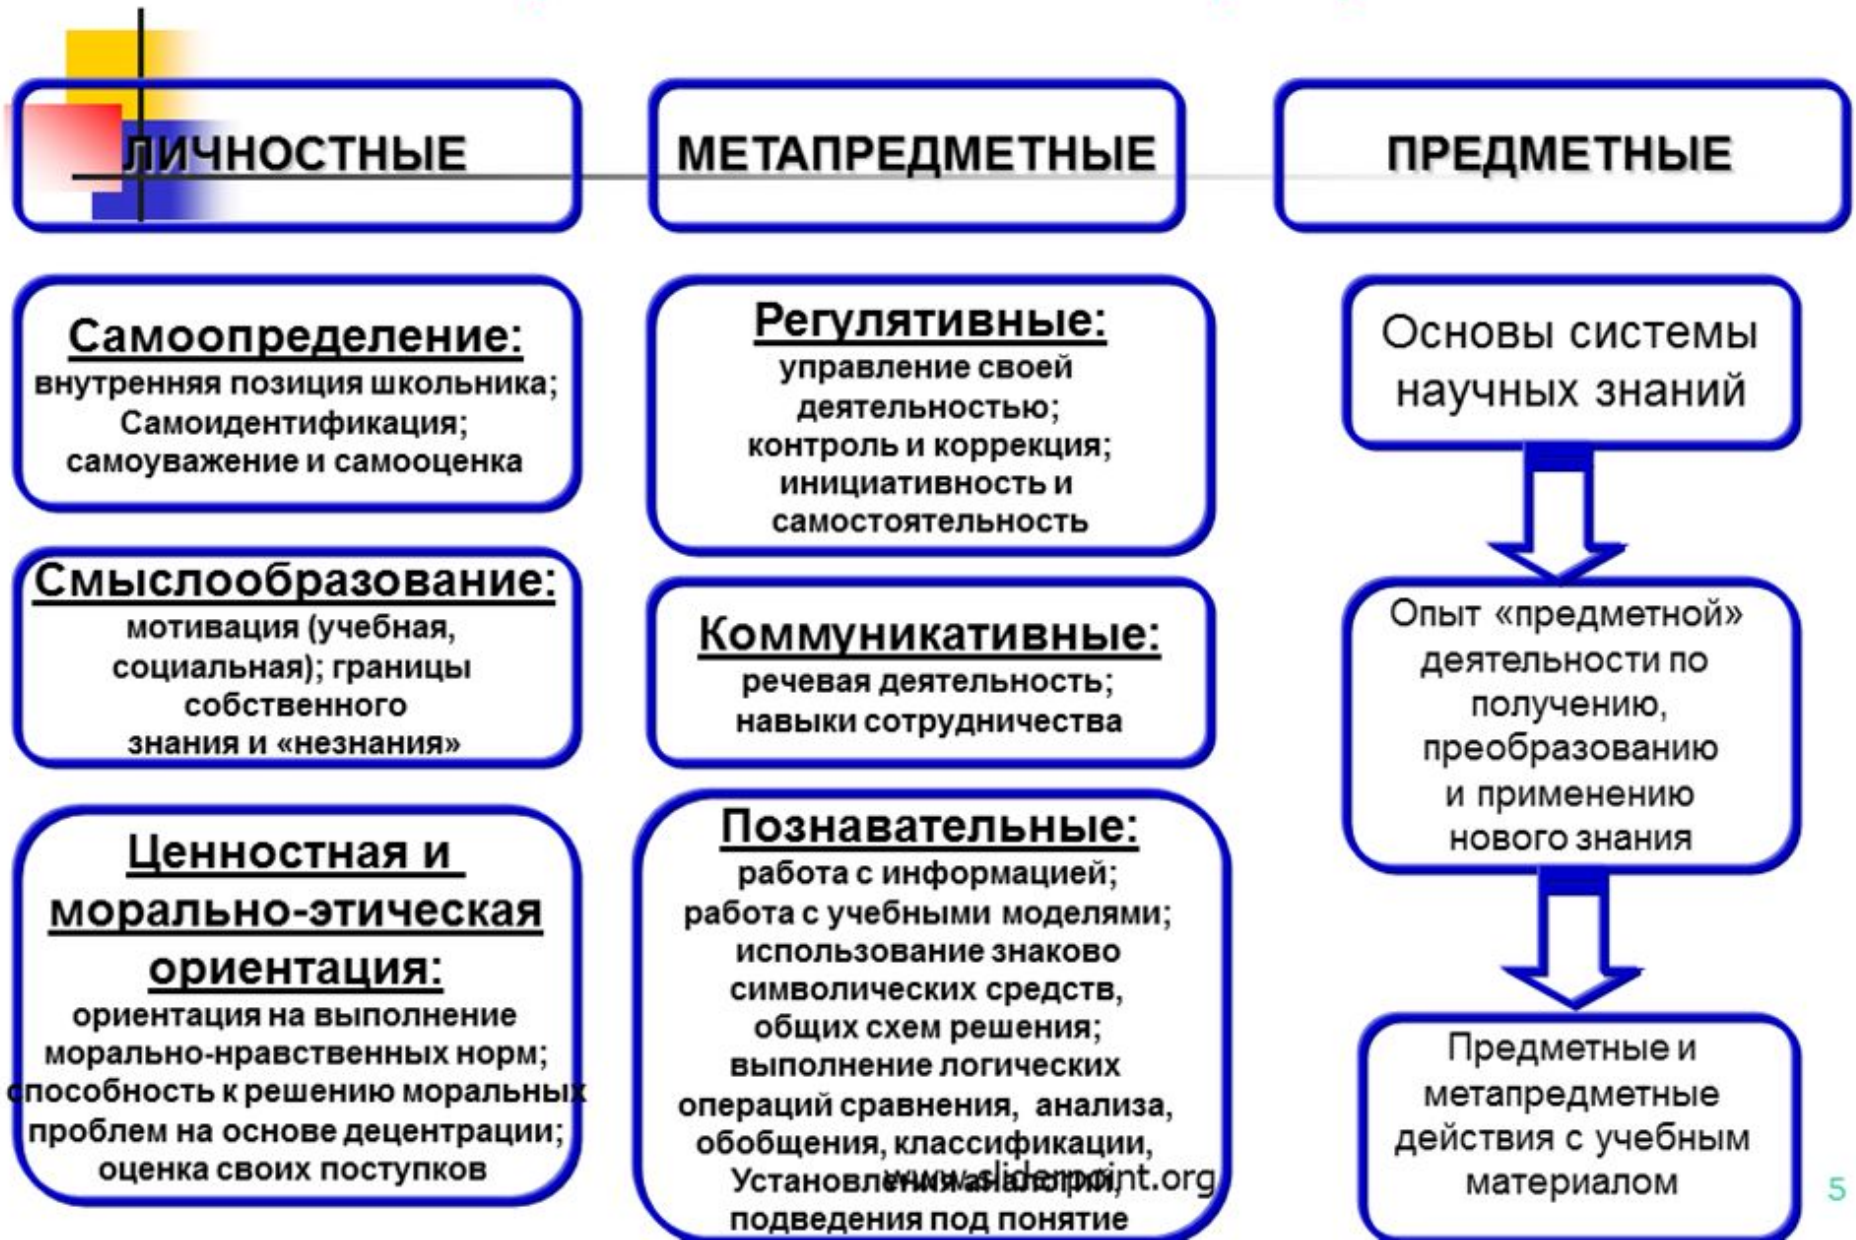 ЛИЧНОСТНЫЕ
МЕТАПРЕДМЕТНЫЕ
ПРЕДМЕТНЫЕ
Самоопределение:
внутренняя позиция школьника;
Самоидентификация;
самоуважение и самооценка
Смыслообразование:
мотивация (учебная,
социальная); границы
собственного
знания и «незнания»
Ценностная и
морально-этическая
ориентация:
ориентация на выполнение
морально-нравственных норм;
способность к решению моральных
проблем на основе децентрации;
оценка своих поступков
Регулятивные:
управление своей
деятельностью;
контроль и коррекция;
инициативность и
самостоятельность
Коммуникативные:
речевая деятельность;
навыки сотрудничества
Познавательные:
работа с информацией;
работа с учебными моделями;
использование знаково
символических средств,
общих схем решения;
выполнение логических
операций сравнения, анализа,
обобщения, классификации,
Установления аналогий,
подведения под понятие
www.sliderpoint.org
Основы системы
научных знаний
Опыт «предметной»
деятельности по
получению,
преобразованию
и применению
нового знания
Предметные и
метапредметные
действия с учебным
материалом
5